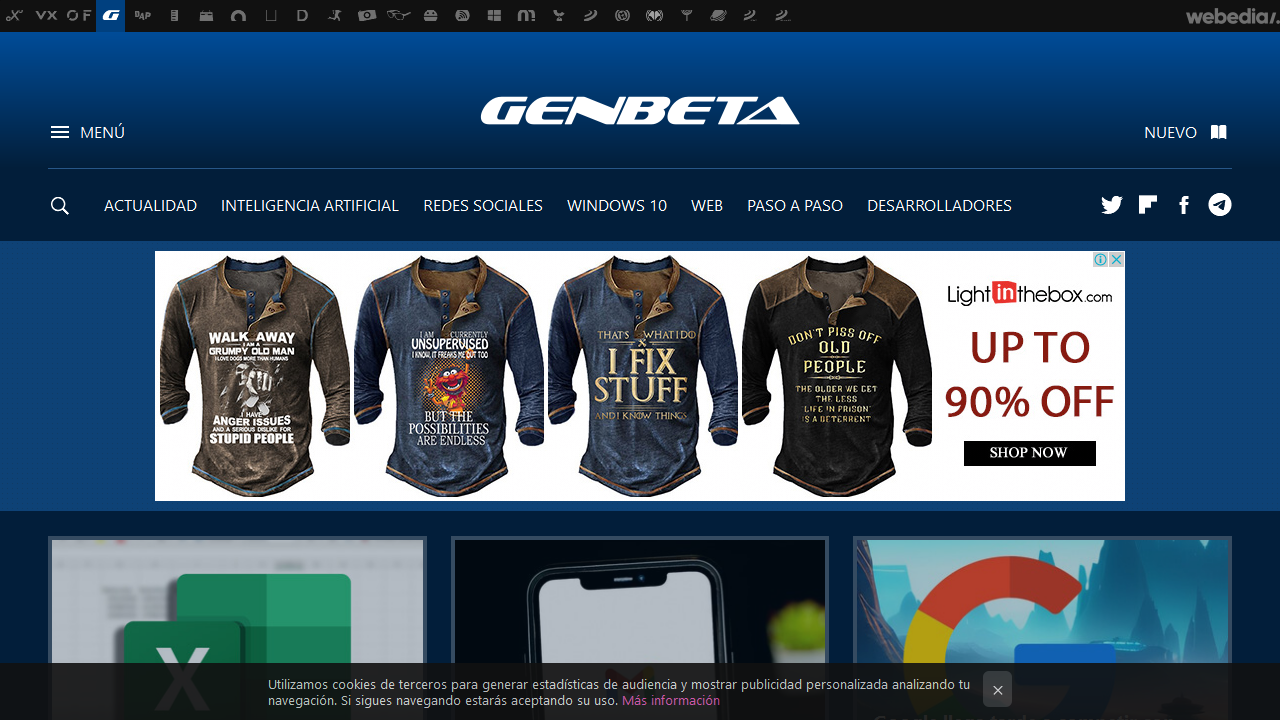 webedia
GENBETA
MENÚ
NUEVO
ACTUALIDAD INTELIGENCIA ARTIFICIAL REDES SOCIALES WINDOWS 10 WEB PASO A PASO DESARROLLADORES
WALK AWAY
I AM A
GRUMPY OLD MAN
I LOVE DOGS MORE THAN HUMANS
I HAVE
ANGER ISSUES
AND A SERIOUS DISLIKE FOR
STUPID PEOPLE
I AM CURRENTLY
UNSUPERVISED
I KNOW, IT FREAKS ME OUT TOO
BUT THE
POSSIBILITIES
ARE ENDLESS
THAT'S WHAT I DO
I FIX
STUFF
AND I KNOW THINGS
DON'T PISS OFF
OLD
PEOPLE
THE OLDER WE GET
THE LESS
'LIFE IN PRISON'
IS A DETERRENT
Lightinthebox.com
UP TO
90% OFF
SHOP NOW
Utilizamos cookies de terceros para generar estadísticas de audiencia y mostrar publicidad personalizada analizando tu
navegación. Si sigues navegando estarás aceptando su uso. Más información